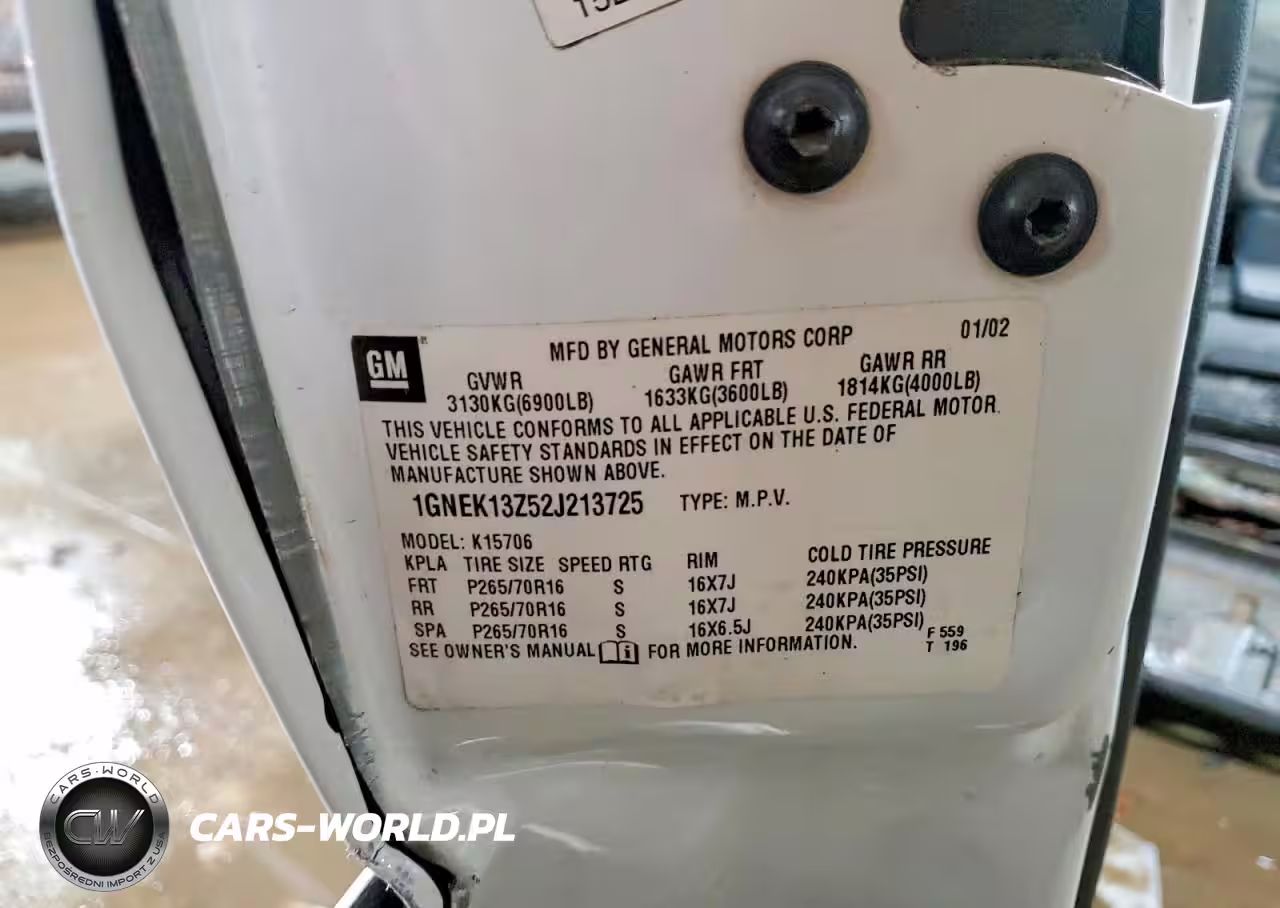 GM
MFD BY GENERAL MOTORS CORP 01/02
GVWR GAWR FRT GAWR RR
3130KG(6900LB) 1633KG(3600LB) 1814KG(4000LB)
THIS VEHICLE CONFORMS TO ALL APPLICABLE U.S. FEDERAL MOTOR
VEHICLE SAFETY STANDARDS IN EFFECT ON THE DATE OF
MANUFACTURE SHOWN ABOVE.
1GNEK13Z52J213725 TYPE: M.P.V.
MODEL: K15706
KPLA TIRE SIZE SPEED RTG RIM COLD TIRE PRESSURE
FRT P265/70R16 S 16X7J 240KPA(35PSI)
RR P265/70R16 S 16X7J 240KPA(35PSI)
SPA P265/70R16 S 16X6.5J 240KPA(35PSI)
SEE OWNER'S MANUAL FOR MORE INFORMATION.
F 559
T 196
CARS-WORLD
CW
BEZPOŚREDNI IMPORT Z USA
CARS-WORLD.PL